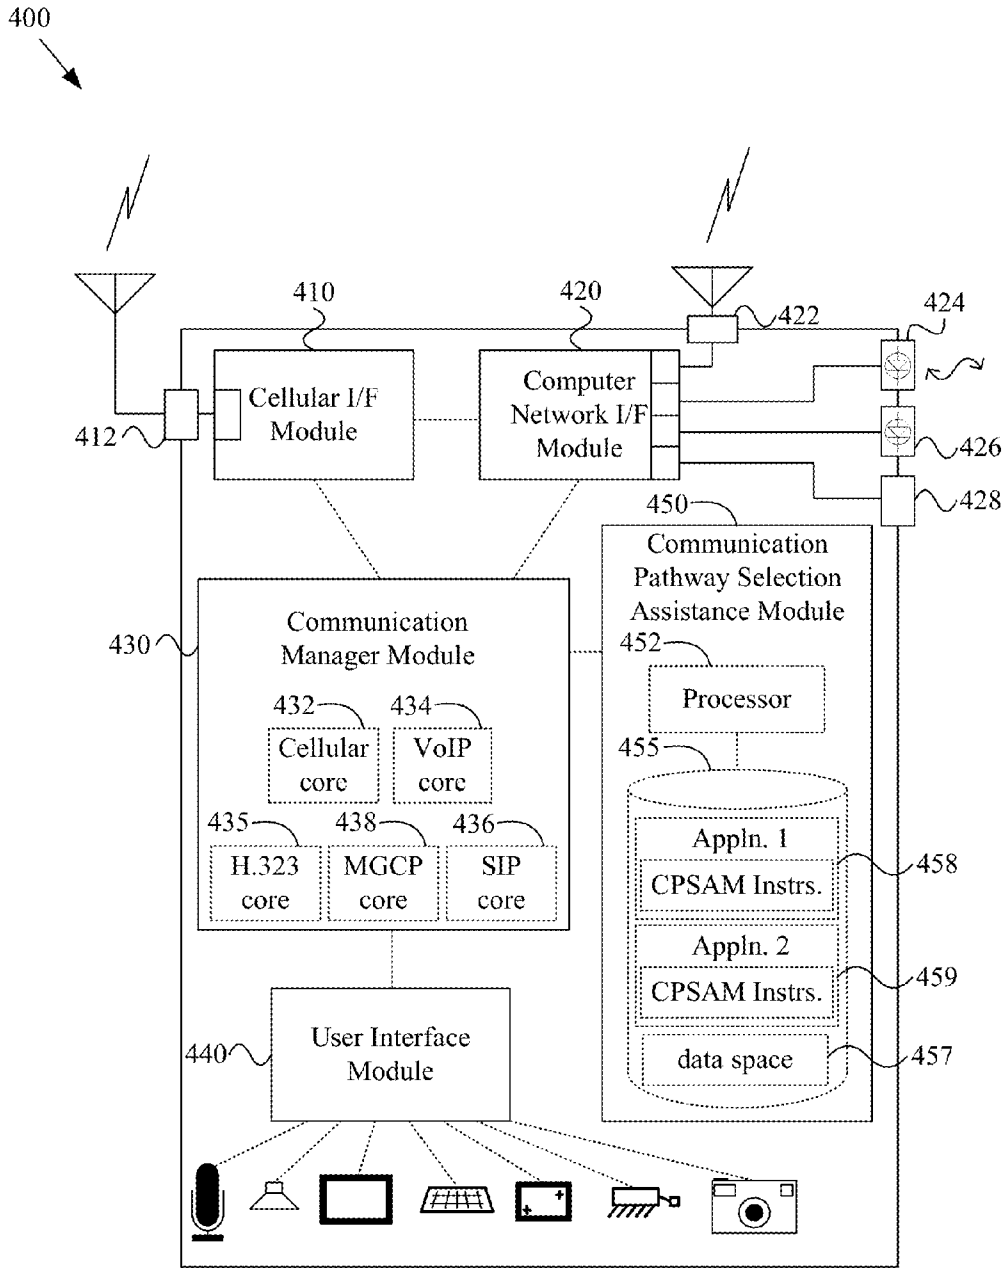 400
410
420
422
424
Cellular I/F
Module
Computer
Network I/F
Module
412
426
428
450
Communication
Pathway Selection
Assistance Module
430
Communication
Manager Module
452
Processor
432
434
Cellular
core
VoIP
core
455
435
438
436
H.323
core
MGCP
core
SIP
core
Appln. 1
CPSAM Instrs.
458
Appln. 2
CPSAM Instrs.
459
440
User Interface
Module
data space
457